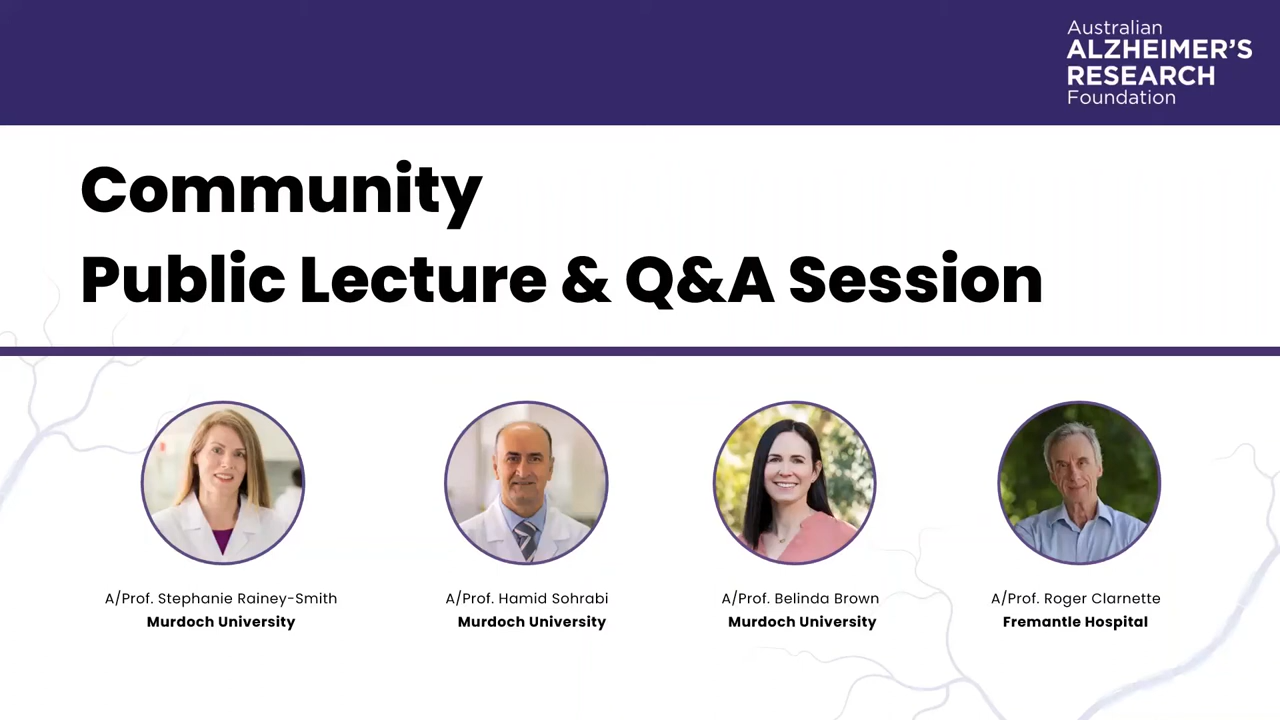 Australian
ALZHEIMER'S
RESEARCH
Foundation
Community
Public Lecture & Q&A Session
A/Prof. Stephanie Rainey-Smith
Murdoch University
A/Prof. Hamid Sohrabi
Murdoch University
A/Prof. Belinda Brown
Murdoch University
A/Prof. Roger Clarnette
Fremantle Hospital